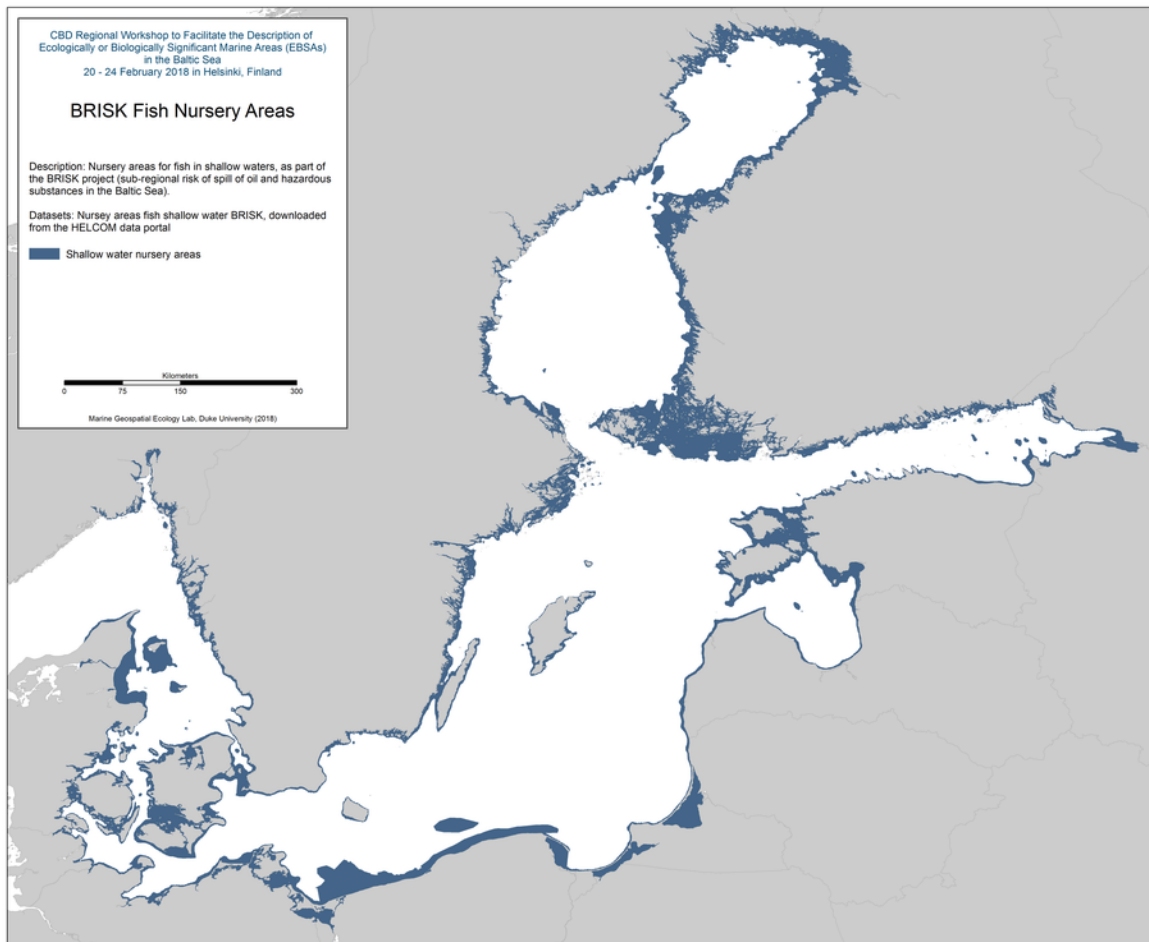 CBD Regional Workshop to Facilitate the Description of
Ecologically or Biologically Significant Marine Areas (EBSAs)
in the Baltic Sea
20 - 24 February 2018 in Helsinki, Finland
BRISK Fish Nursery Areas
Description: Nursery areas for fish in shallow waters, as part of
the BRISK project (sub-regional risk of spill of oil and hazardous
substances in the Baltic Sea).
Datasets: Nursey areas fish shallow water BRISK, downloaded
from the HELCOM data portal
Shallow water nursery areas
Kilometers
0 75 150 300
Marine Geospatial Ecology Lab, Duke University (2018)